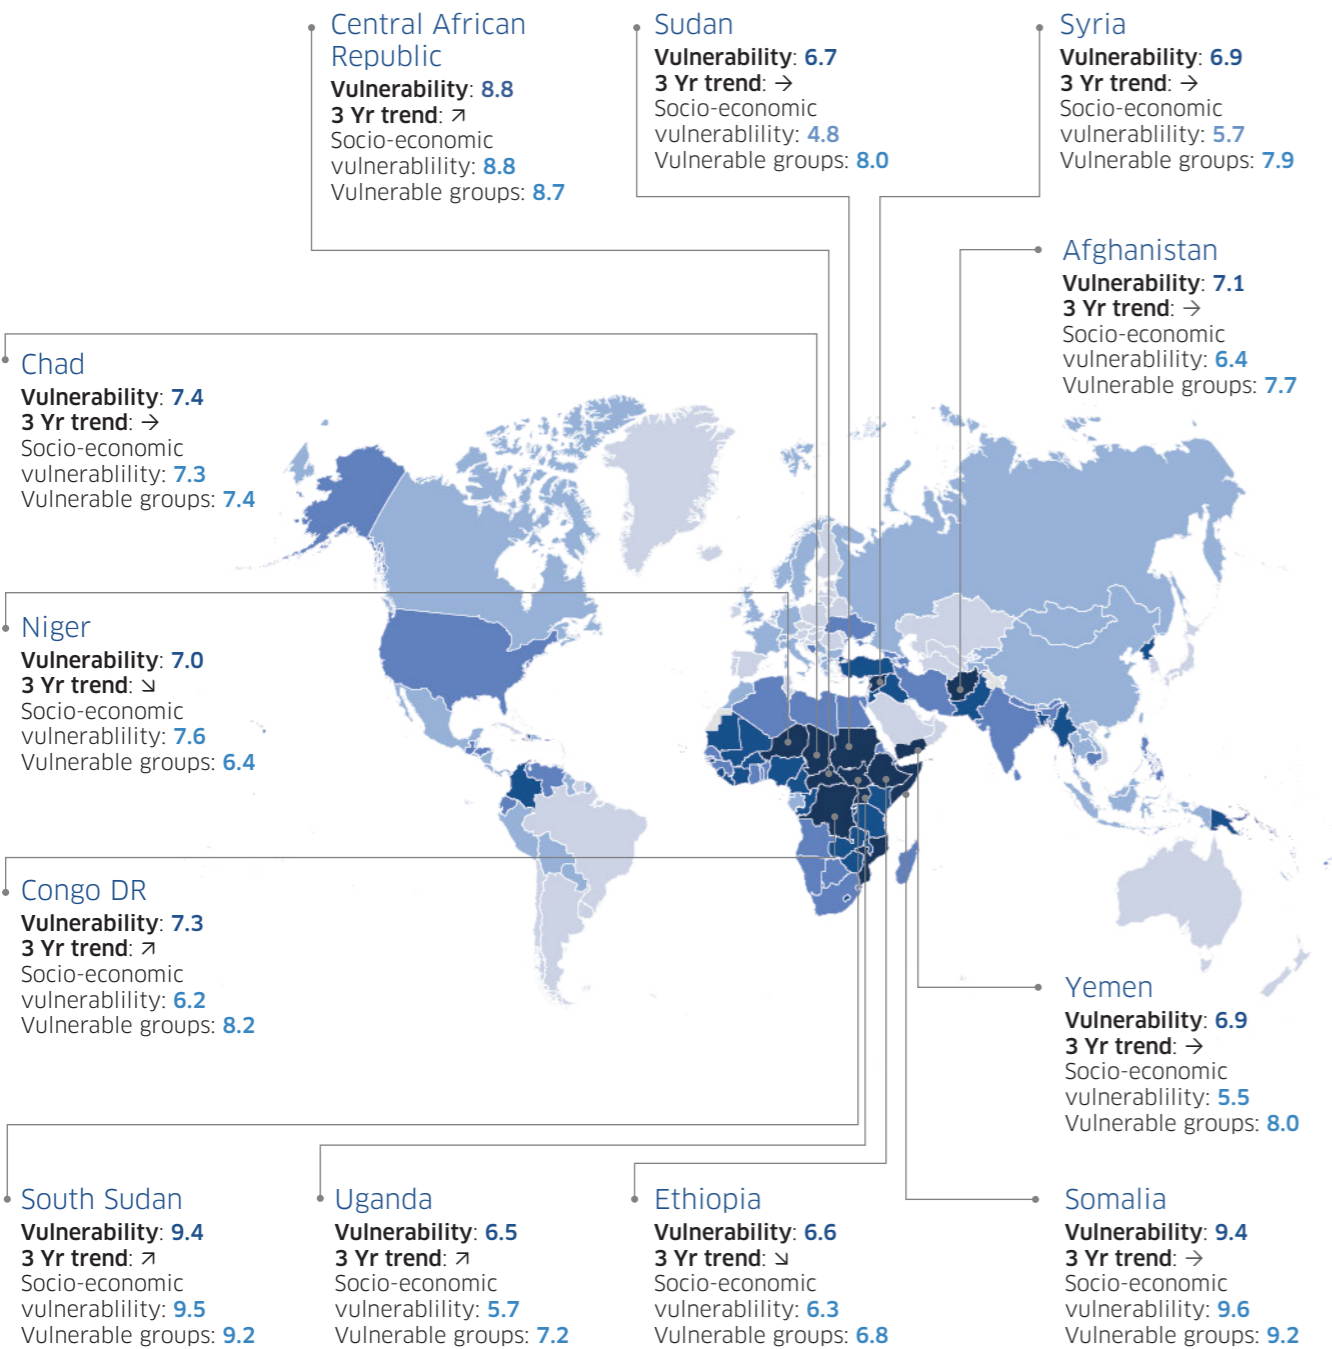 Central African
Republic
Vulnerability: 8.8
3 Yr trend: ↗
Socio-economic
vulnerablility: 8.8
Vulnerable groups: 8.7
Sudan
Vulnerability: 6.7
3 Yr trend: →
Socio-economic
vulnerablility: 4.8
Vulnerable groups: 8.0
Syria
Vulnerability: 6.9
3 Yr trend: →
Socio-economic
vulnerablility: 5.7
Vulnerable groups: 7.9
Afghanistan
Vulnerability: 7.1
3 Yr trend: →
Socio-economic
vulnerablility: 6.4
Vulnerable groups: 7.7
Chad
Vulnerability: 7.4
3 Yr trend: →
Socio-economic
vulnerablility: 7.3
Vulnerable groups: 7.4
Niger
Vulnerability: 7.0
3 Yr trend: ↘
Socio-economic
vulnerablility: 7.6
Vulnerable groups: 6.4
Congo DR
Vulnerability: 7.3
3 Yr trend: ↗
Socio-economic
vulnerablility: 6.2
Vulnerable groups: 8.2
Yemen
Vulnerability: 6.9
3 Yr trend: →
Socio-economic
vulnerablility: 5.5
Vulnerable groups: 8.0
South Sudan
Vulnerability: 9.4
3 Yr trend: ↗
Socio-economic
vulnerablility: 9.5
Vulnerable groups: 9.2
Uganda
Vulnerability: 6.5
3 Yr trend: ↗
Socio-economic
vulnerablility: 5.7
Vulnerable groups: 7.2
Ethiopia
Vulnerability: 6.6
3 Yr trend: ↘
Socio-economic
vulnerablility: 6.3
Vulnerable groups: 6.8
Somalia
Vulnerability: 9.4
3 Yr trend: →
Socio-economic
vulnerablility: 9.6
Vulnerable groups: 9.2